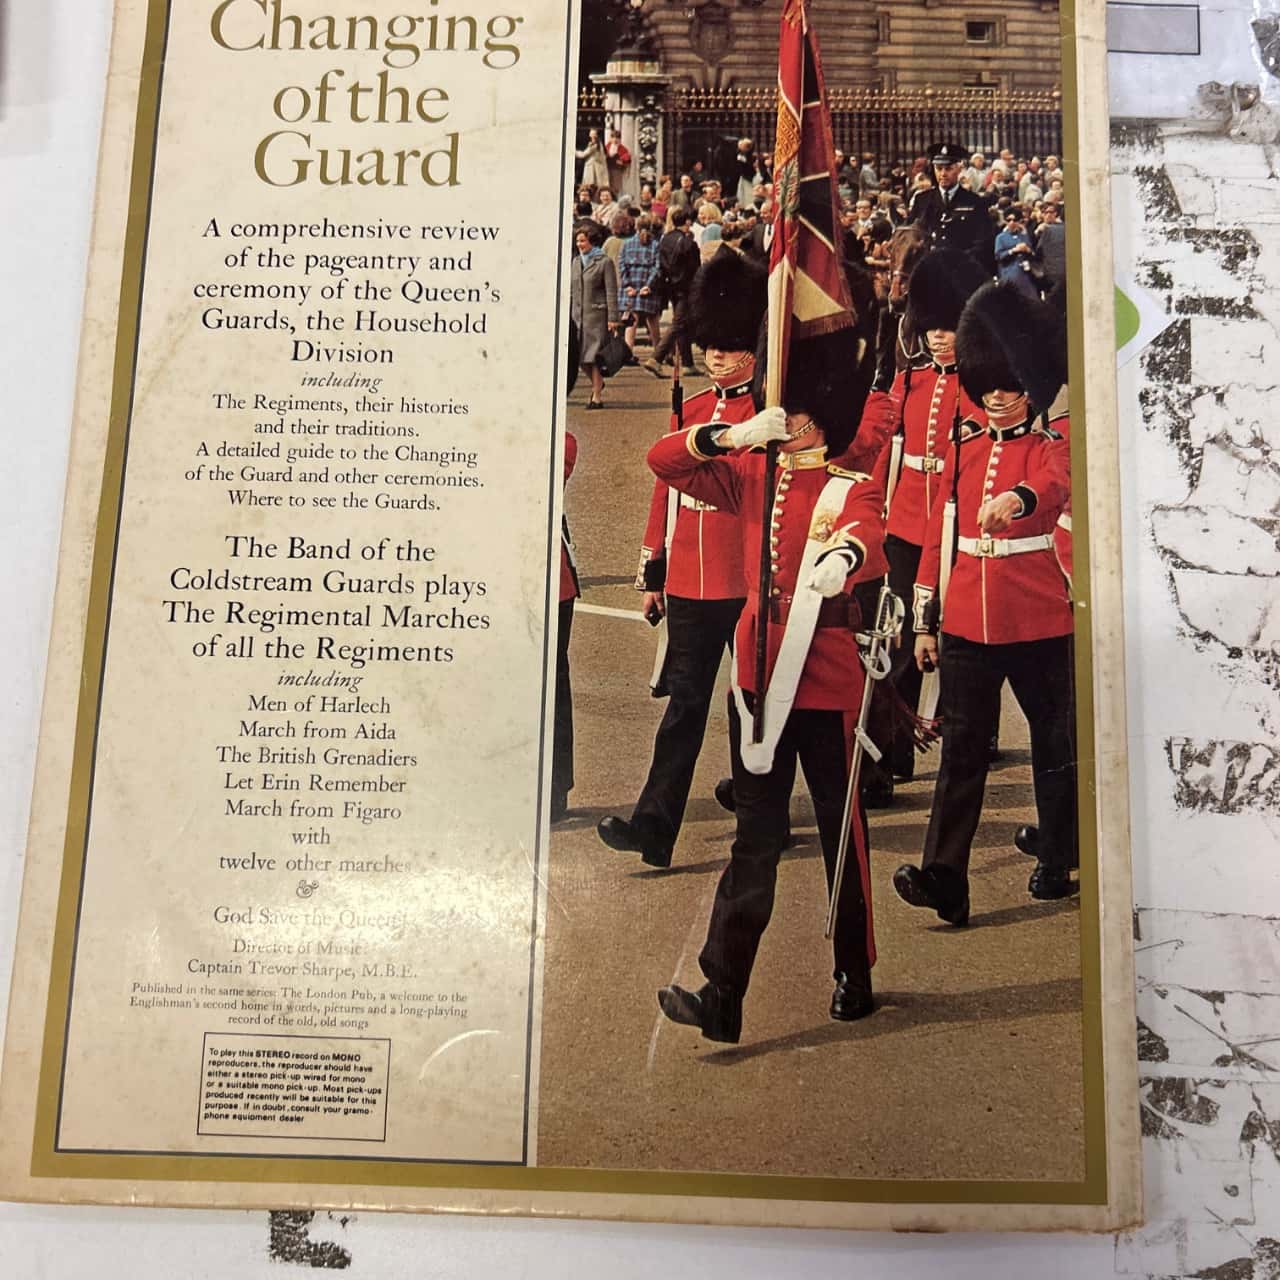 Changing
of the
Guard
A comprehensive review
of the pageantry and
ceremony of the Queen's
Guards, the Household
Division
including
The Regiments, their histories
and their traditions.
A detailed guide to the Changing
of the Guard and other ceremonies.
Where to see the Guards.
The Band of the
Coldstream Guards plays
The Regimental Marches
of all the Regiments
including
Men of Harlech
March from Aida
The British Grenadiers
Let Erin Remember
March from Figaro
with
twelve other marches
&
God Save the Queen
Director of Music:
Captain Trevor Sharpe, M.B.E.
Published in the same series: The London Pub, a welcome to the
Englishman's second home in words, pictures and a long-playing
record of the old, old songs
To play this STEREO record on MONO
reproducers, the reproducer should have
either a stereo pick-up wired for mono
or a suitable mono pick-up. Most pick-ups
produced recently will be suitable for this
purpose. If in doubt, consult your gramo-
phone equipment dealer